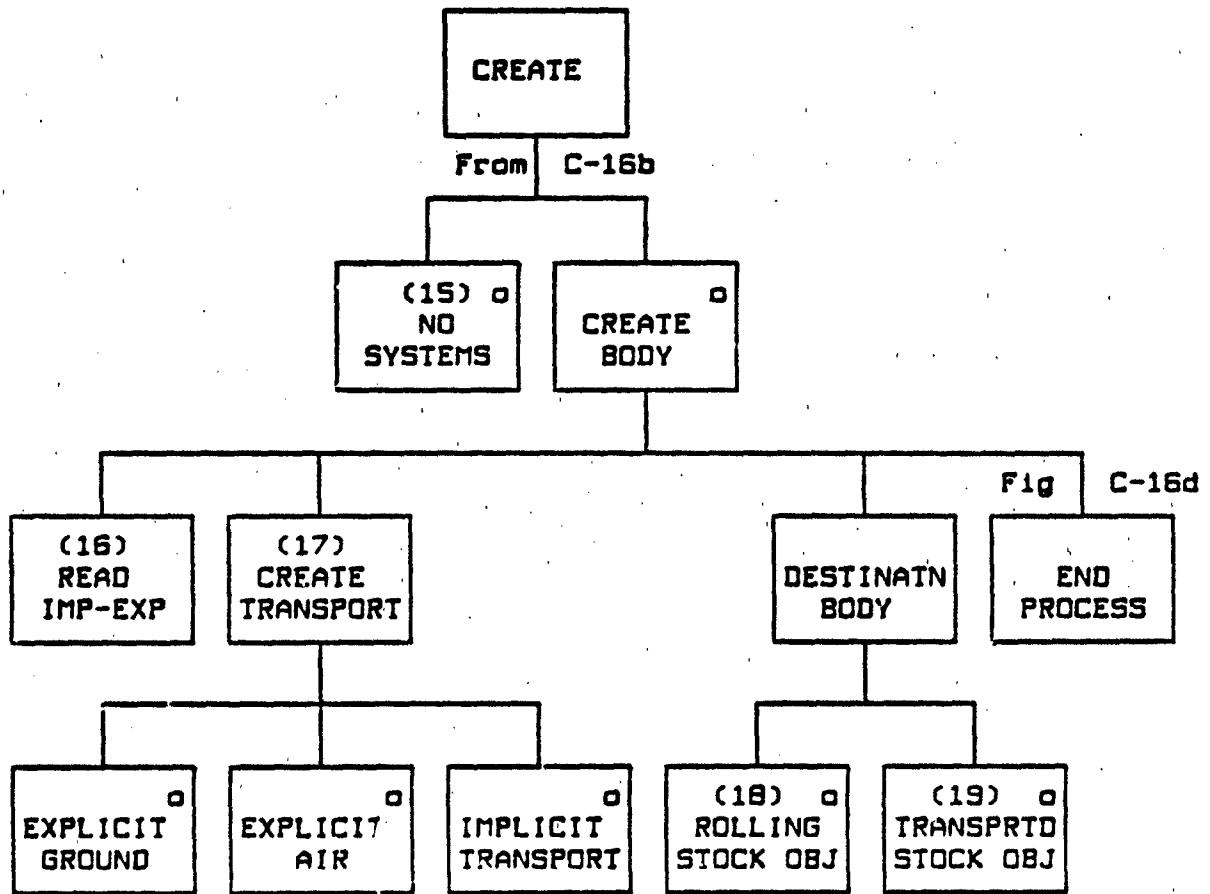 CREATE
From C-16b
(15) o
NO
SYSTEMS
o
CREATE
BODY
Fig C-16d
(16)
READ
IMP-EXP
(17)
CREATE
TRANSPORT
DESTINATN
BODY
END
PROCESS
o
EXPLICIT
GROUND
o
EXPLICIT
AIR
o
IMPLICIT
TRANSPORT
(18) o
ROLLING
STOCK OBJ
(19) o
TRANSPRTD
STOCK OBJ